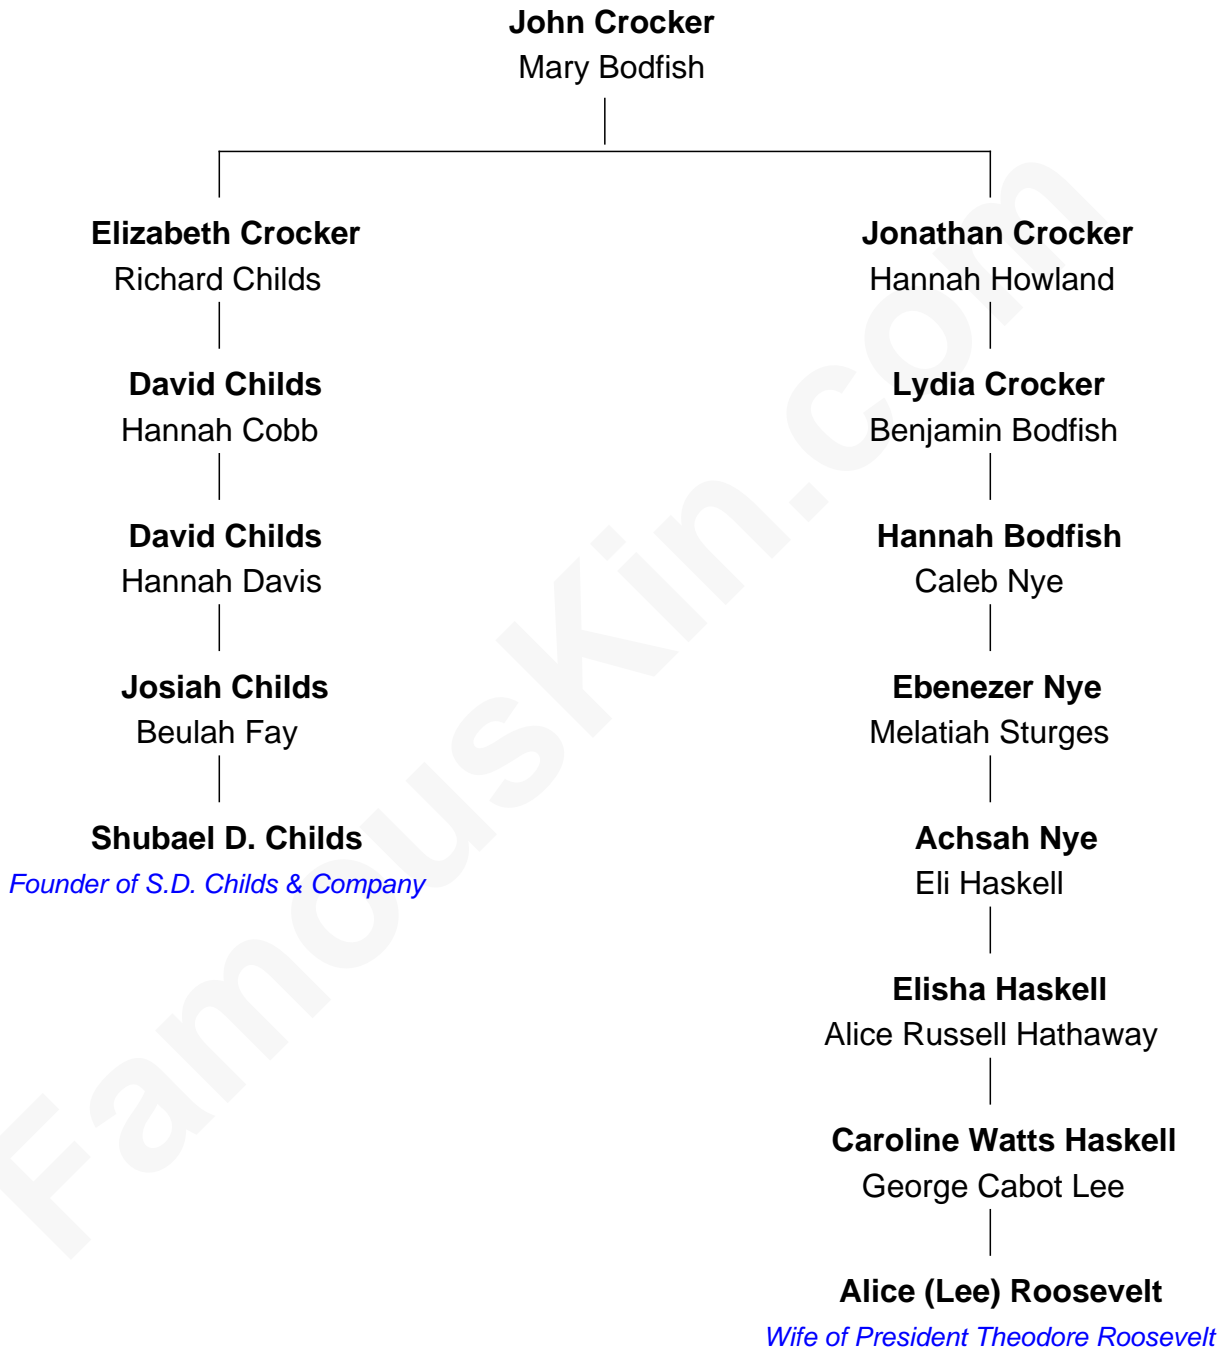 John Crocker
Mary Bodfish
Elizabeth Crocker
Richard Childs
David Childs
Hannah Cobb
David Childs
Hannah Davis
Josiah Childs
Beulah Fay
Shubael D. Childs
Founder of S.D. Childs & Company
Jonathan Crocker
Hannah Howland
Lydia Crocker
Benjamin Bodfish
Hannah Bodfish
Caleb Nye
Ebenezer Nye
Melatiah Sturges
Achsah Nye
Eli Haskell
Elisha Haskell
Alice Russell Hathaway
Caroline Watts Haskell
George Cabot Lee
Alice (Lee) Roosevelt
Wife of President Theodore Roosevelt
FamousKin.com